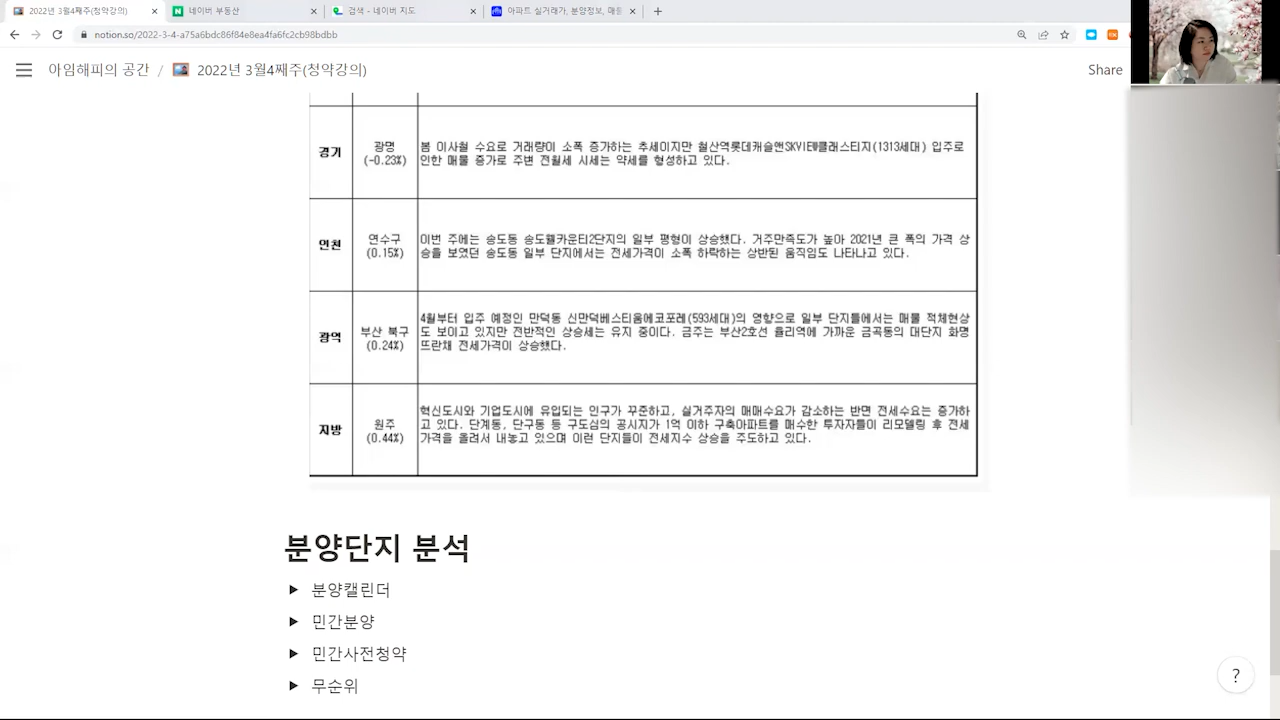 2022년 3월4째주(청약강의)
네이버 부동산
검색 - 네이버 지도
아파트 실거래가, 분양정보, 매물
notion.so/2022-3-4-a75a6bdc86f84e8ea4fa6fc2cb98bdbb
아임해피의 공간 / 2022년 3월4째주(청약강의)
Share
경기
광명
(-0.23%)
봄 이사철 수요로 거래량이 소폭 증가하는 추세이지만 철산역롯데캐슬앤SKVIEW클래스티지(1313세대) 입주로
인한 매물 증가로 주변 전월세 시세는 약세를 형성하고 있다.
인천
연수구
(0.15%)
이번 주에는 송도동 송도웰카운티2단지의 일부 평형이 상승했다. 거주만족도가 높아 2021년 큰 폭의 가격 상
승을 보였던 송도동 일부 단지에서는 전세가격이 소폭 하락하는 상반된 움직임도 나타나고 있다.
광역
부산 북구
(0.24%)
4월부터 입주 예정인 만덕동 신만덕베스티움에코포레(593세대)의 영향으로 일부 단지들에서는 매물 적체현상
도 보이고 있지만 전반적인 상승세는 유지 중이다. 금주는 부산2호선 율리역에 가까운 금곡동의 대단지 화명
뜨란채 전세가격이 상승했다.
지방
원주
(0.44%)
혁신도시와 기업도시에 유입되는 인구가 꾸준하고, 실거주자의 매매수요가 감소하는 반면 전세수요는 증가하
고 있다. 단계동, 단구동 등 구도심의 공시지가 1억 이하 구축아파트를 매수한 투자자들이 리모델링 후 전세
가격을 올려서 내놓고 있으며 이런 단지들이 전세지수 상승을 주도하고 있다.
분양단지 분석
분양캘린더
민간분양
민간사전청약
무순위
?